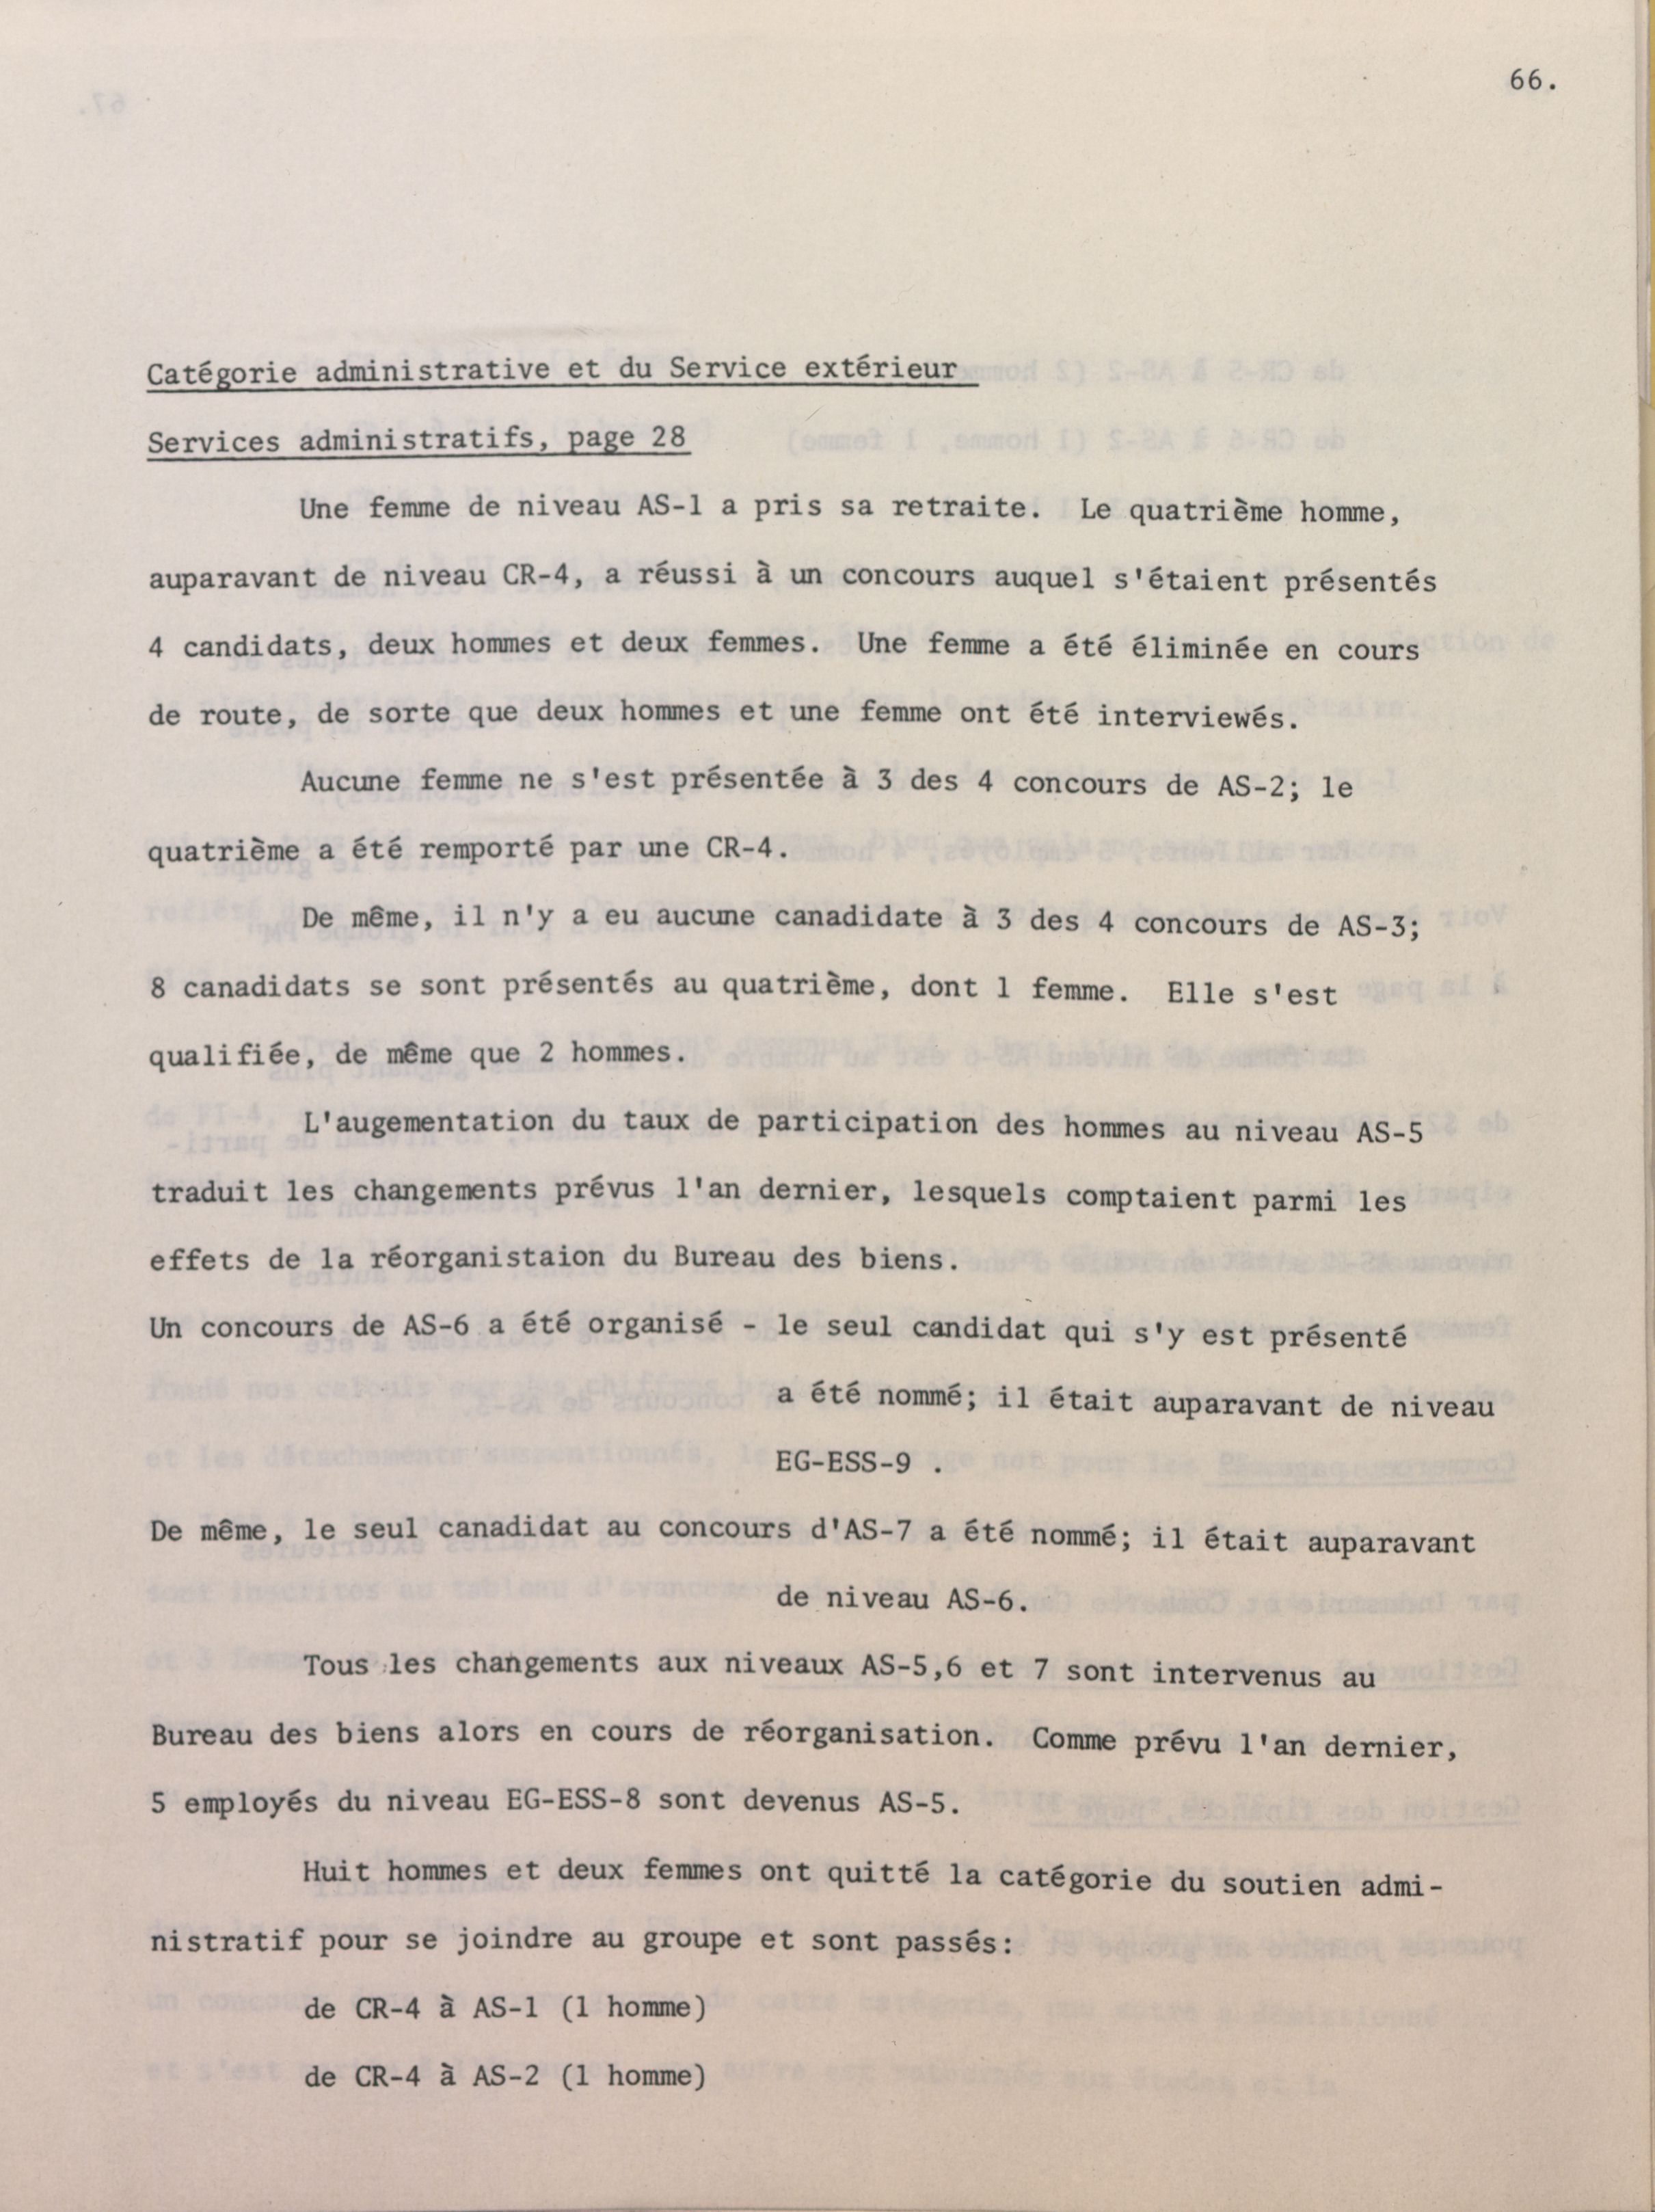 66.
Catégorie administrative et du Service extérieur
Services administratifs, page 28
Une femme de niveau AS-1 a pris sa retraite. Le quatrième homme,
auparavant de niveau CR-4, a réussi à un concours auquel s'étaient présentés
4 candidats, deux hommes et deux femmes. Une femme a été éliminée en cours
de route, de sorte que deux hommes et une femme ont été interviewés.
Aucune femme ne s'est présentée à 3 des 4 concours de AS-2; le
quatrième a été remporté par une CR-4.
De même, il n'y a eu aucune canadidate à 3 des 4 concours de AS-3;
8 canadidats se sont présentés au quatrième, dont 1 femme. Elle s'est
qualifiée, de même que 2 hommes.
L'augementation du taux de participation des hommes au niveau AS-5
traduit les changements prévus l'an dernier, lesquels comptaient parmi les
effets de la réorganistaion du Bureau des biens.
Un concours de AS-6 a été organisé - le seul candidat qui s'y est présenté
a été nommé; il était auparavant de niveau
EG-ESS-9 .
De même, le seul canadidat au concours d'AS-7 a été nommé; il était auparavant
de niveau AS-6.
Tous les changements aux niveaux AS-5,6 et 7 sont intervenus au
Bureau des biens alors en cours de réorganisation. Comme prévu l'an dernier,
5 employés du niveau EG-ESS-8 sont devenus AS-5.
Huit hommes et deux femmes ont quitté la catégorie du soutien admi-
nistratif pour se joindre au groupe et sont passés:
de CR-4 à AS-1 (1 homme)
de CR-4 à AS-2 (1 homme)